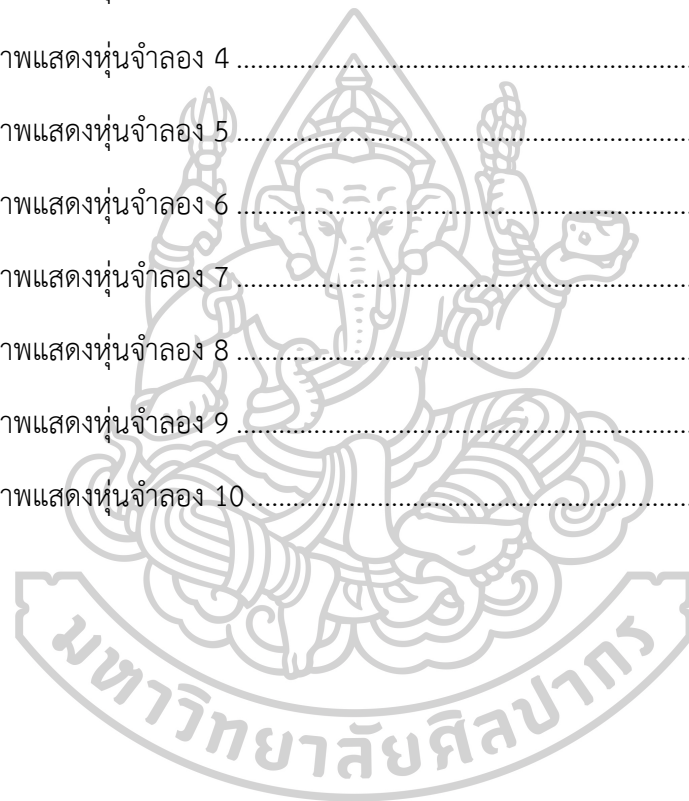 าพแสดงหุ่นจำลอง 4 ................................................................
าพแสดงหุ่นจำลอง 5 ................................................................
าพแสดงหุ่นจำลอง 6 ................................................................
าพแสดงหุ่นจำลอง 7 ................................................................
าพแสดงหุ่นจำลอง 8 ................................................................
าพแสดงหุ่นจำลอง 9 ................................................................
าพแสดงหุ่นจำลอง 10 ..............................................................
มหาวิทยาลัยศิลปากร